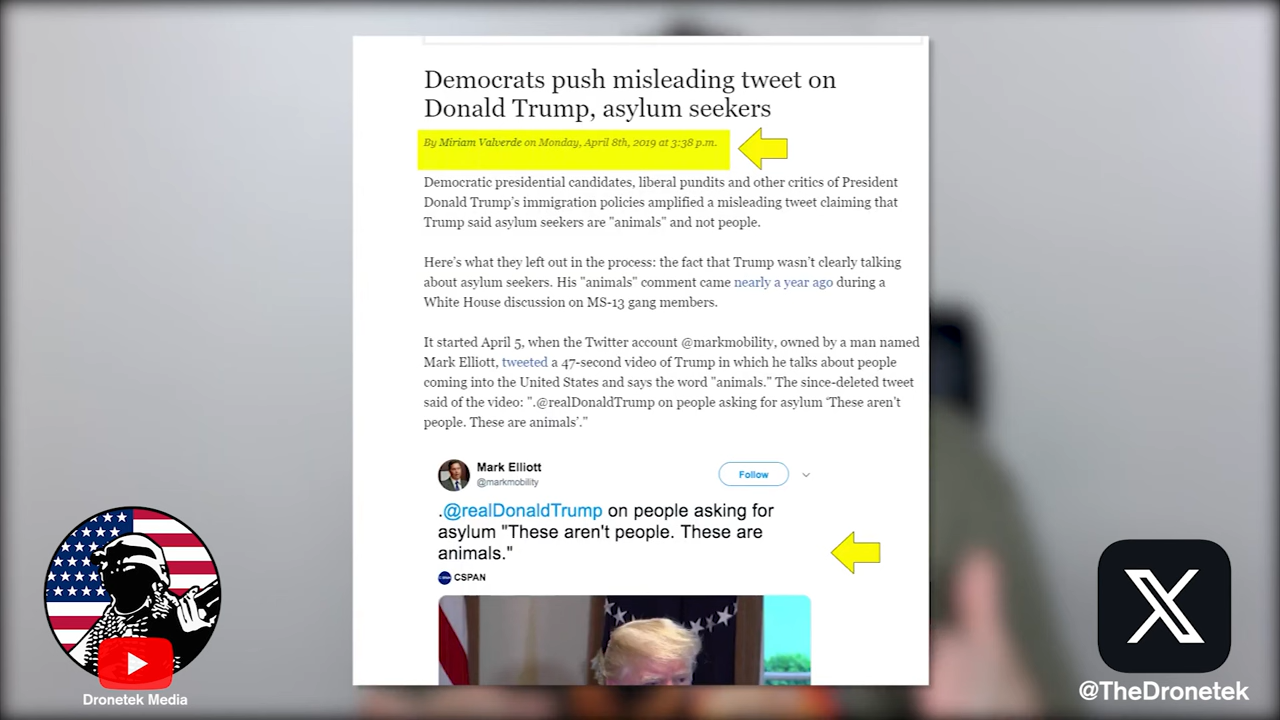 Democrats push misleading tweet on
Donald Trump, asylum seekers
By Miriam Valverde on Monday, April 8th, 2019 at 3:38 p.m.
Democratic presidential candidates, liberal pundits and other critics of President
Donald Trump's immigration policies amplified a misleading tweet claiming that
Trump said asylum seekers are "animals" and not people.
Here's what they left out in the process: the fact that Trump wasn't clearly talking
about asylum seekers. His "animals" comment came nearly a year ago during a
White House discussion on MS-13 gang members.
It started April 5, when the Twitter account @markmobility, owned by a man named
Mark Elliott, tweeted a 47-second video of Trump in which he talks about people
coming into the United States and says the word "animals." The since-deleted tweet
said of the video: ".@realDonaldTrump on people asking for asylum ‘These aren't
people. These are animals’."
Mark Elliott
@markmobility
Follow
.@realDonaldTrump on people asking for
asylum "These aren't people. These are
animals."
CSPAN
Dronetek Media
@TheDronetek